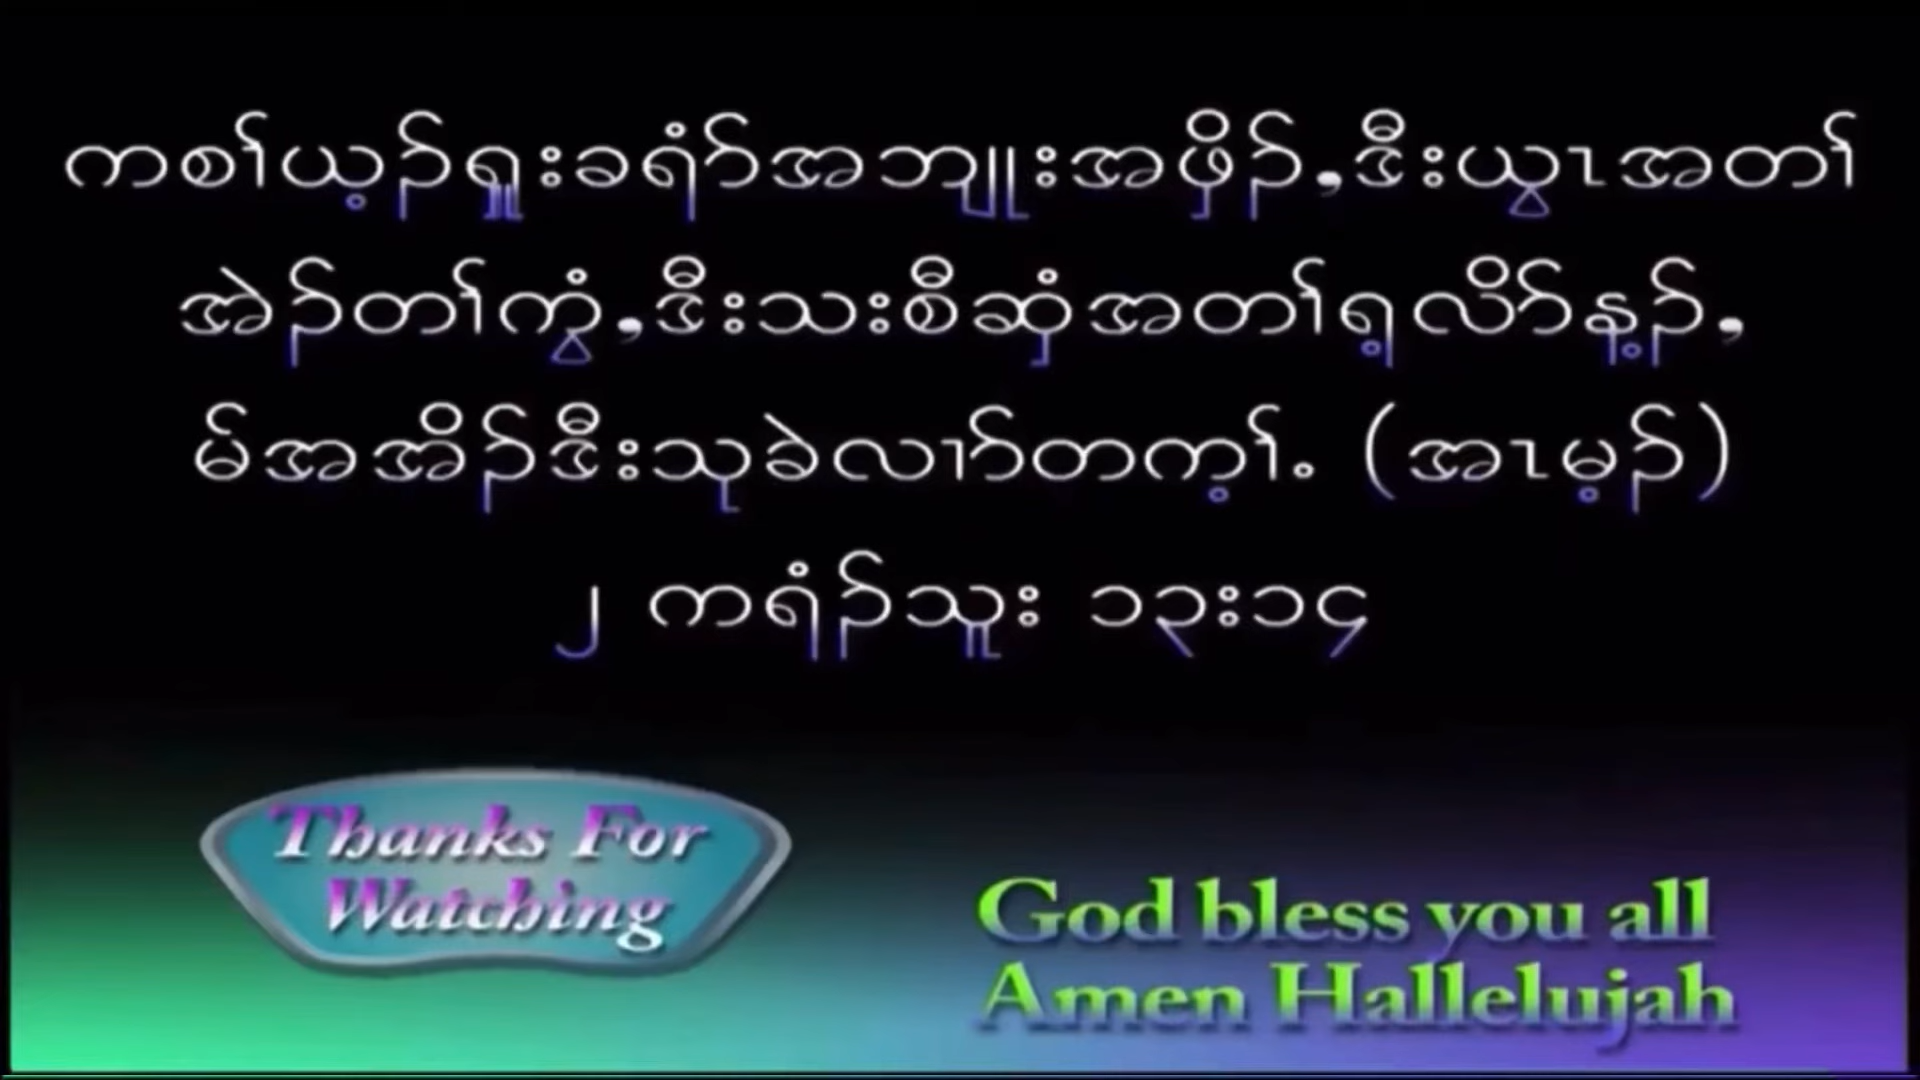 ကစၢ်ယ့ၣ်ရှူးခရံာ်အဘျုးအဖှိၣ်,ဒီးယွၤအတၢ်
အဲၣ်တၢ်ကွံ,ဒီးသးစီဆှံအတၢ်ရ့လိာ်န့ၣ်,
မ်အအိၣ်ဒီးသုခဲလၢာ်တက့ၢ်. (အၤမ့ၣ်)
၂ ကရံၣ်သူး ၁၃း၁၄
Thanks For
Watching
God bless you all
Amen Hallelujah